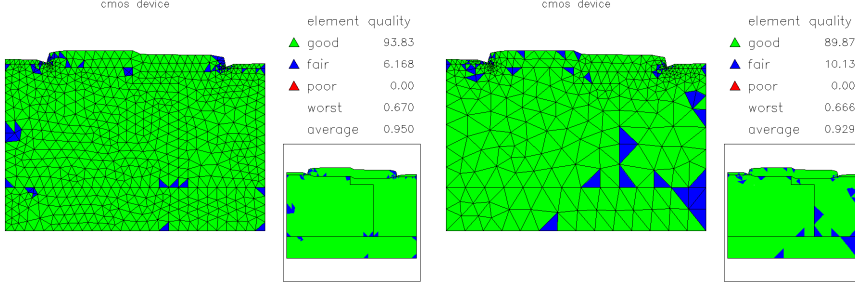 cmos device
element quality
good 93.83
fair 6.168
poor 0.00
worst 0.670
average 0.950
cmos device
element quality
good 89.87
fair 10.13
poor 0.00
worst 0.666
average 0.929